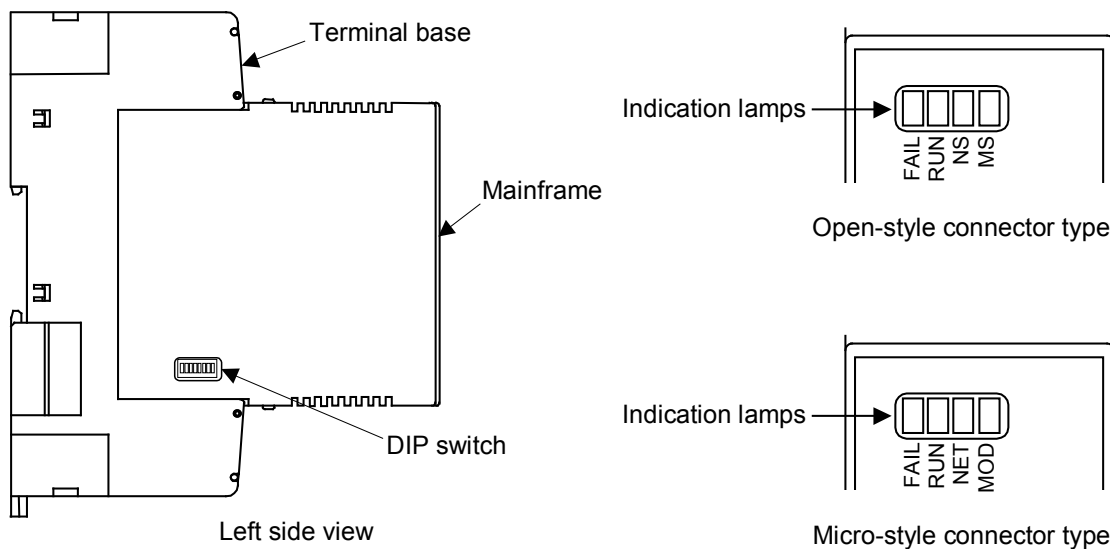 Terminal base
Mainframe
DIP switch
Left side view
Indication lamps
FAIL
RUN
NS
MS
Open-style connector type
Indication lamps
FAIL
RUN
NET
MOD
Micro-style connector type